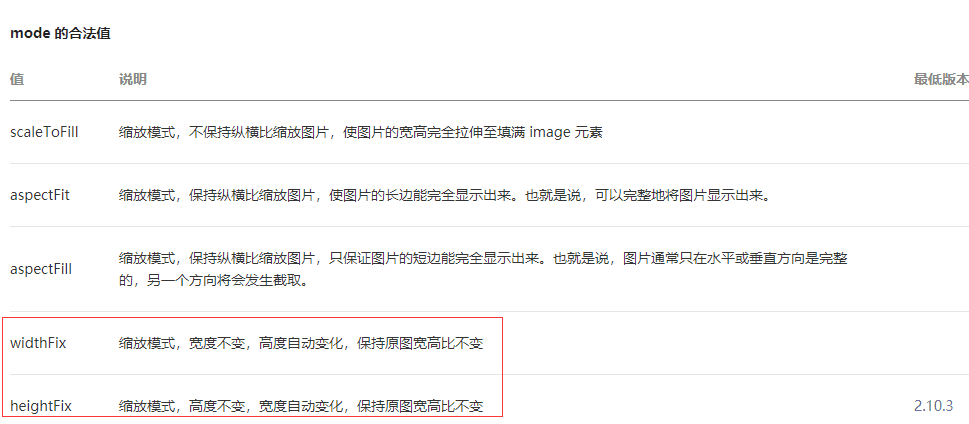 mode 的合法值
值 说明 最低版本
scaleToFill 缩放模式，不保持纵横比缩放图片，使图片的宽高完全拉伸至填满 image 元素
aspectFit 缩放模式，保持纵横比缩放图片，使图片的长边能完全显示出来。也就是说，可以完整地将图片显示出来。
aspectFill 缩放模式，保持纵横比缩放图片，只保证图片的短边能完全显示出来。也就是说，图片通常只在水平或垂直方向是完整
的，另一个方向将会发生截取。
widthFix 缩放模式，宽度不变，高度自动变化，保持原图宽高比不变
heightFix 缩放模式，高度不变，宽度自动变化，保持原图宽高比不变 2.10.3